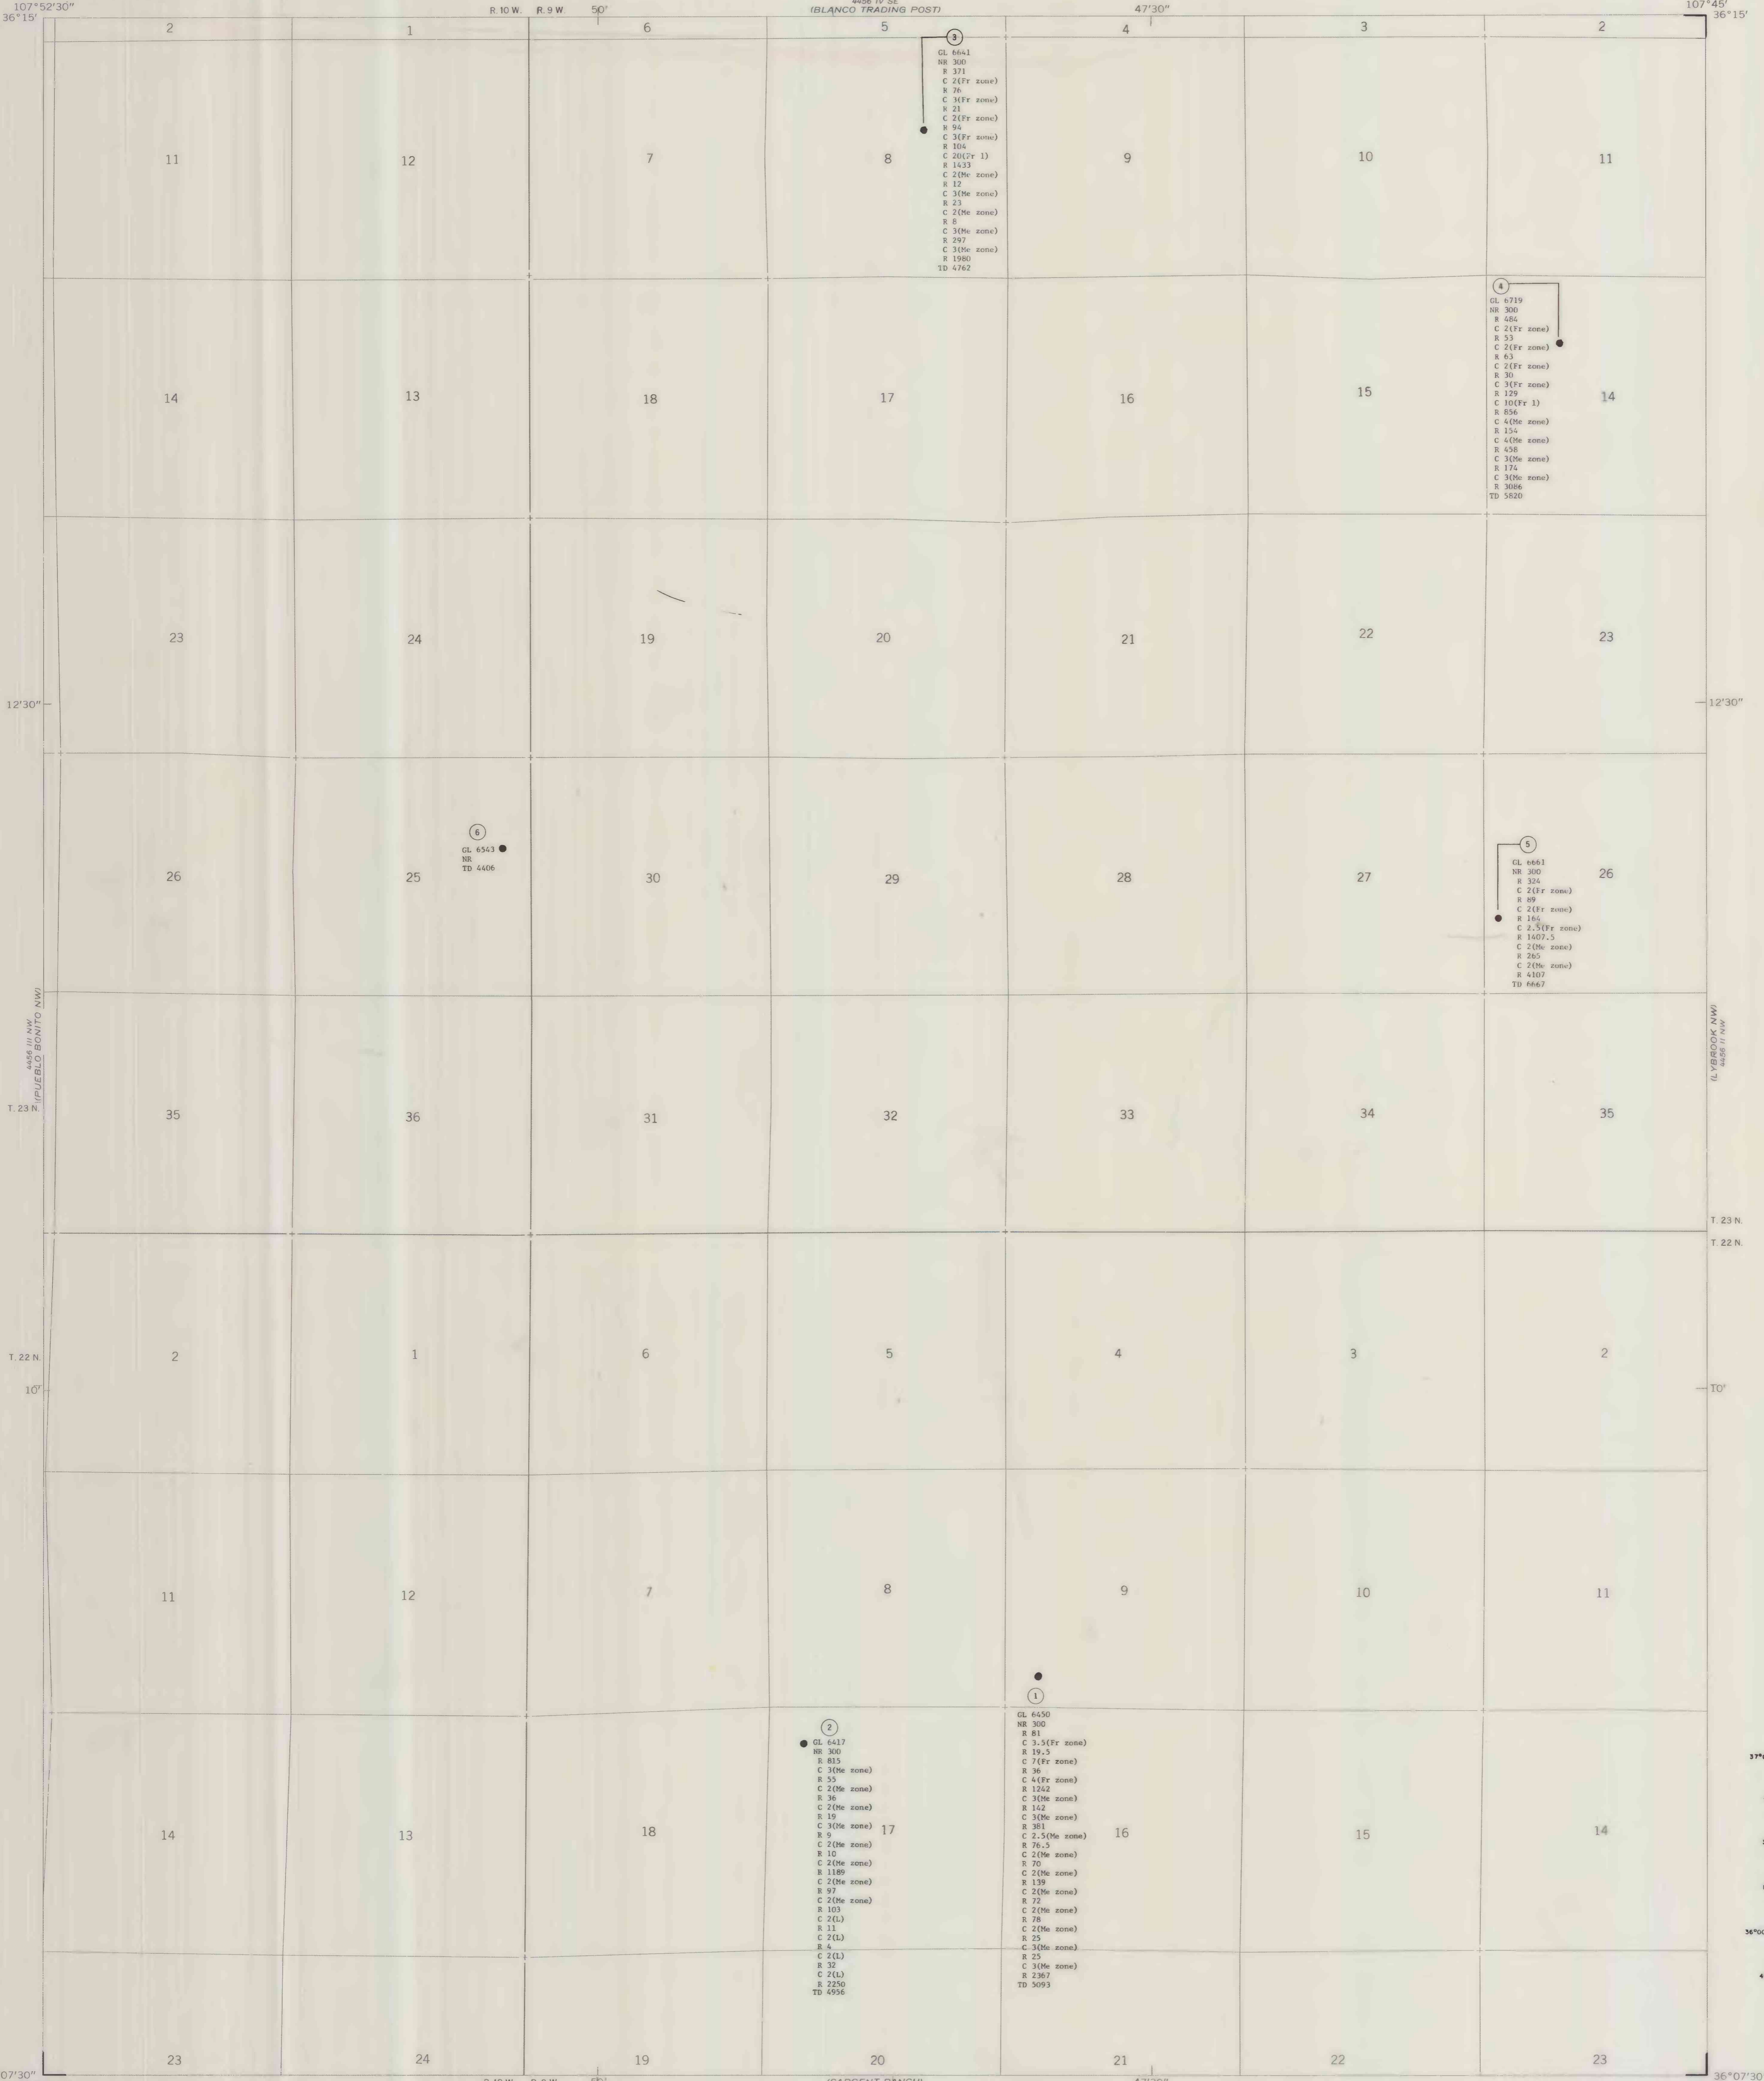 107°52'30"
R. 10 W. R. 9 W. 50'
4456 IV SE
(BLANCO TRADING POST)
47'30"
107°45'
36°15'
36°15'
2 1 6 5 4 3 2
3
GL 6641
NR 300
R 371
C 2(Fr zone)
R 76
C 3(Fr zone)
R 21
C 2(Fr zone)
R 94
C 3(Fr zone)
R 104
C 20(Fr 1)
R 1433
C 2(Me zone)
R 12
C 3(Me zone)
R 23
C 2(Me zone)
R 8
C 3(Me zone)
R 297
C 3(Me zone)
R 1980
TD 4762
11 12 7 8 9 10 11
4
GL 6719
NR 300
R 484
C 2(Fr zone)
R 53
C 2(Fr zone)
R 63
C 2(Fr zone)
R 30
C 3(Fr zone)
R 129
C 10(Fr 1)
R 856
C 4(Me zone)
R 154
C 4(Me zone)
R 458
C 3(Me zone)
R 174
C 3(Me zone)
R 3086
TD 5820
14 13 18 17 16 15 14
23 24 19 20 21 22 23
12'30"
12'30"
6
GL 6543
NR
TD 4406
5
GL 6661
NR 300
R 324
C 2(Fr zone)
R 89
C 2(Fr zone)
R 164
C 2.5(Fr zone)
R 1407.5
C 2(Me zone)
R 265
C 2(Me zone)
R 4107
TD 6667
26 25 30 29 28 27 26
4456 III NW
(PUEBLO BONITO NW)
(LYBROOK NW)
4456 II NW
T. 23 N.
35 36 31 32 33 34 35
T. 23 N.
T. 22 N.
T. 22 N.
2 1 6 5 4 3 2
10'
10'
11 12 7 8 9 10 11
1
GL 6450
NR 300
R 81
C 3.5(Fr zone)
R 19.5
C 7(Fr zone)
R 36
C 4(Fr zone)
R 1242
C 3(Me zone)
R 142
C 3(Me zone)
R 381
C 2.5(Me zone)
R 76.5
C 2(Me zone)
R 70
C 2(Me zone)
R 139
C 2(Me zone)
R 72
C 2(Me zone)
R 78
C 2(Me zone)
R 25
C 3(Me zone)
R 25
C 3(Me zone)
R 2367
TD 5093
2
GL 6417
NR 300
R 815
C 3(Me zone)
R 55
C 2(Me zone)
R 36
C 2(Me zone)
R 19
C 3(Me zone)
R 9
C 2(Me zone)
R 10
C 2(Me zone)
R 1189
C 2(Me zone)
R 97
C 2(Me zone)
R 103
C 2(L)
R 11
C 2(L)
R 4
C 2(L)
R 32
C 2(L)
R 2250
TD 4956
14 13 18 17 16 15 14
37°
36°00
23 24 19 20 21 22 23
07'30"
36°07'30"